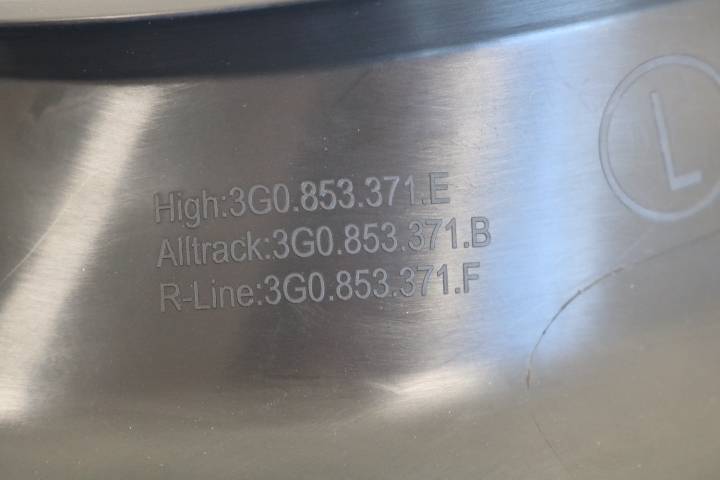 High:3G0.853.371.E
Alltrack:3G0.853.371.B
R-Line:3G0.853.371.F
L